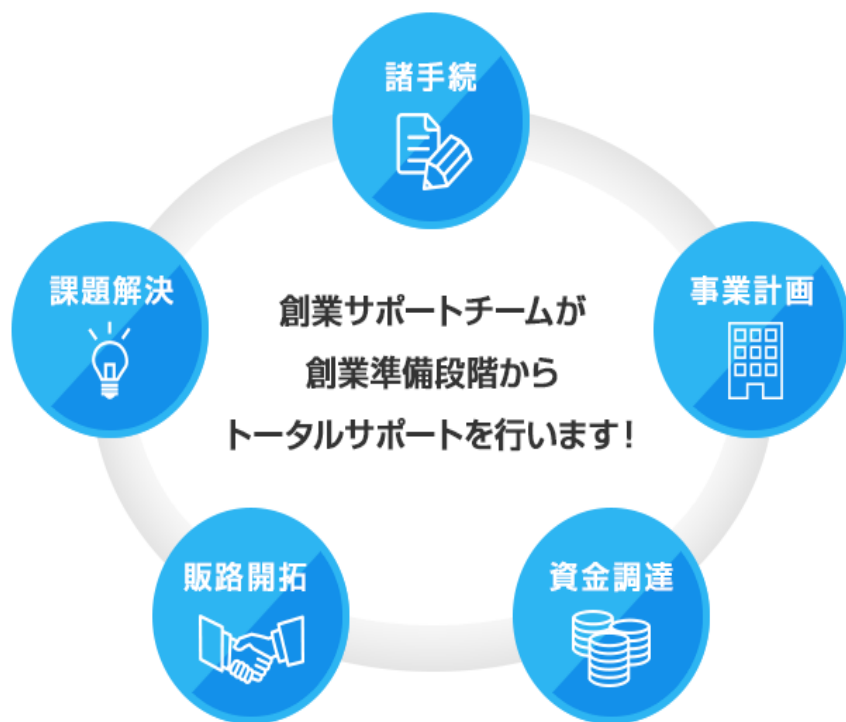 諸手続
課題解決
事業計画
創業サポートチームが
創業準備段階から
トータルサポートを行います!
販路開拓
資金調達